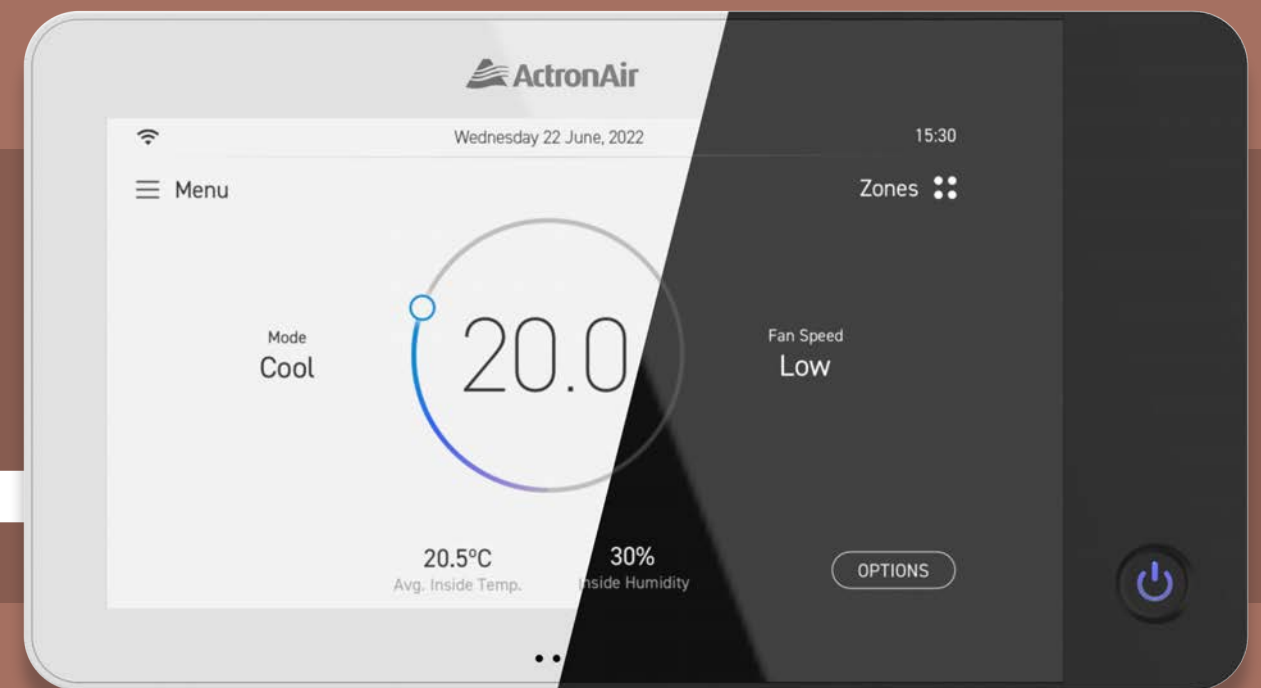 ActronAir
Wednesday 22 June, 2022
15:30
Menu
Zones
Mode
Cool
20.0
Fan Speed
Low
20.5ºC
Avg. Inside Temp.
30%
Inside Humidity
OPTIONS